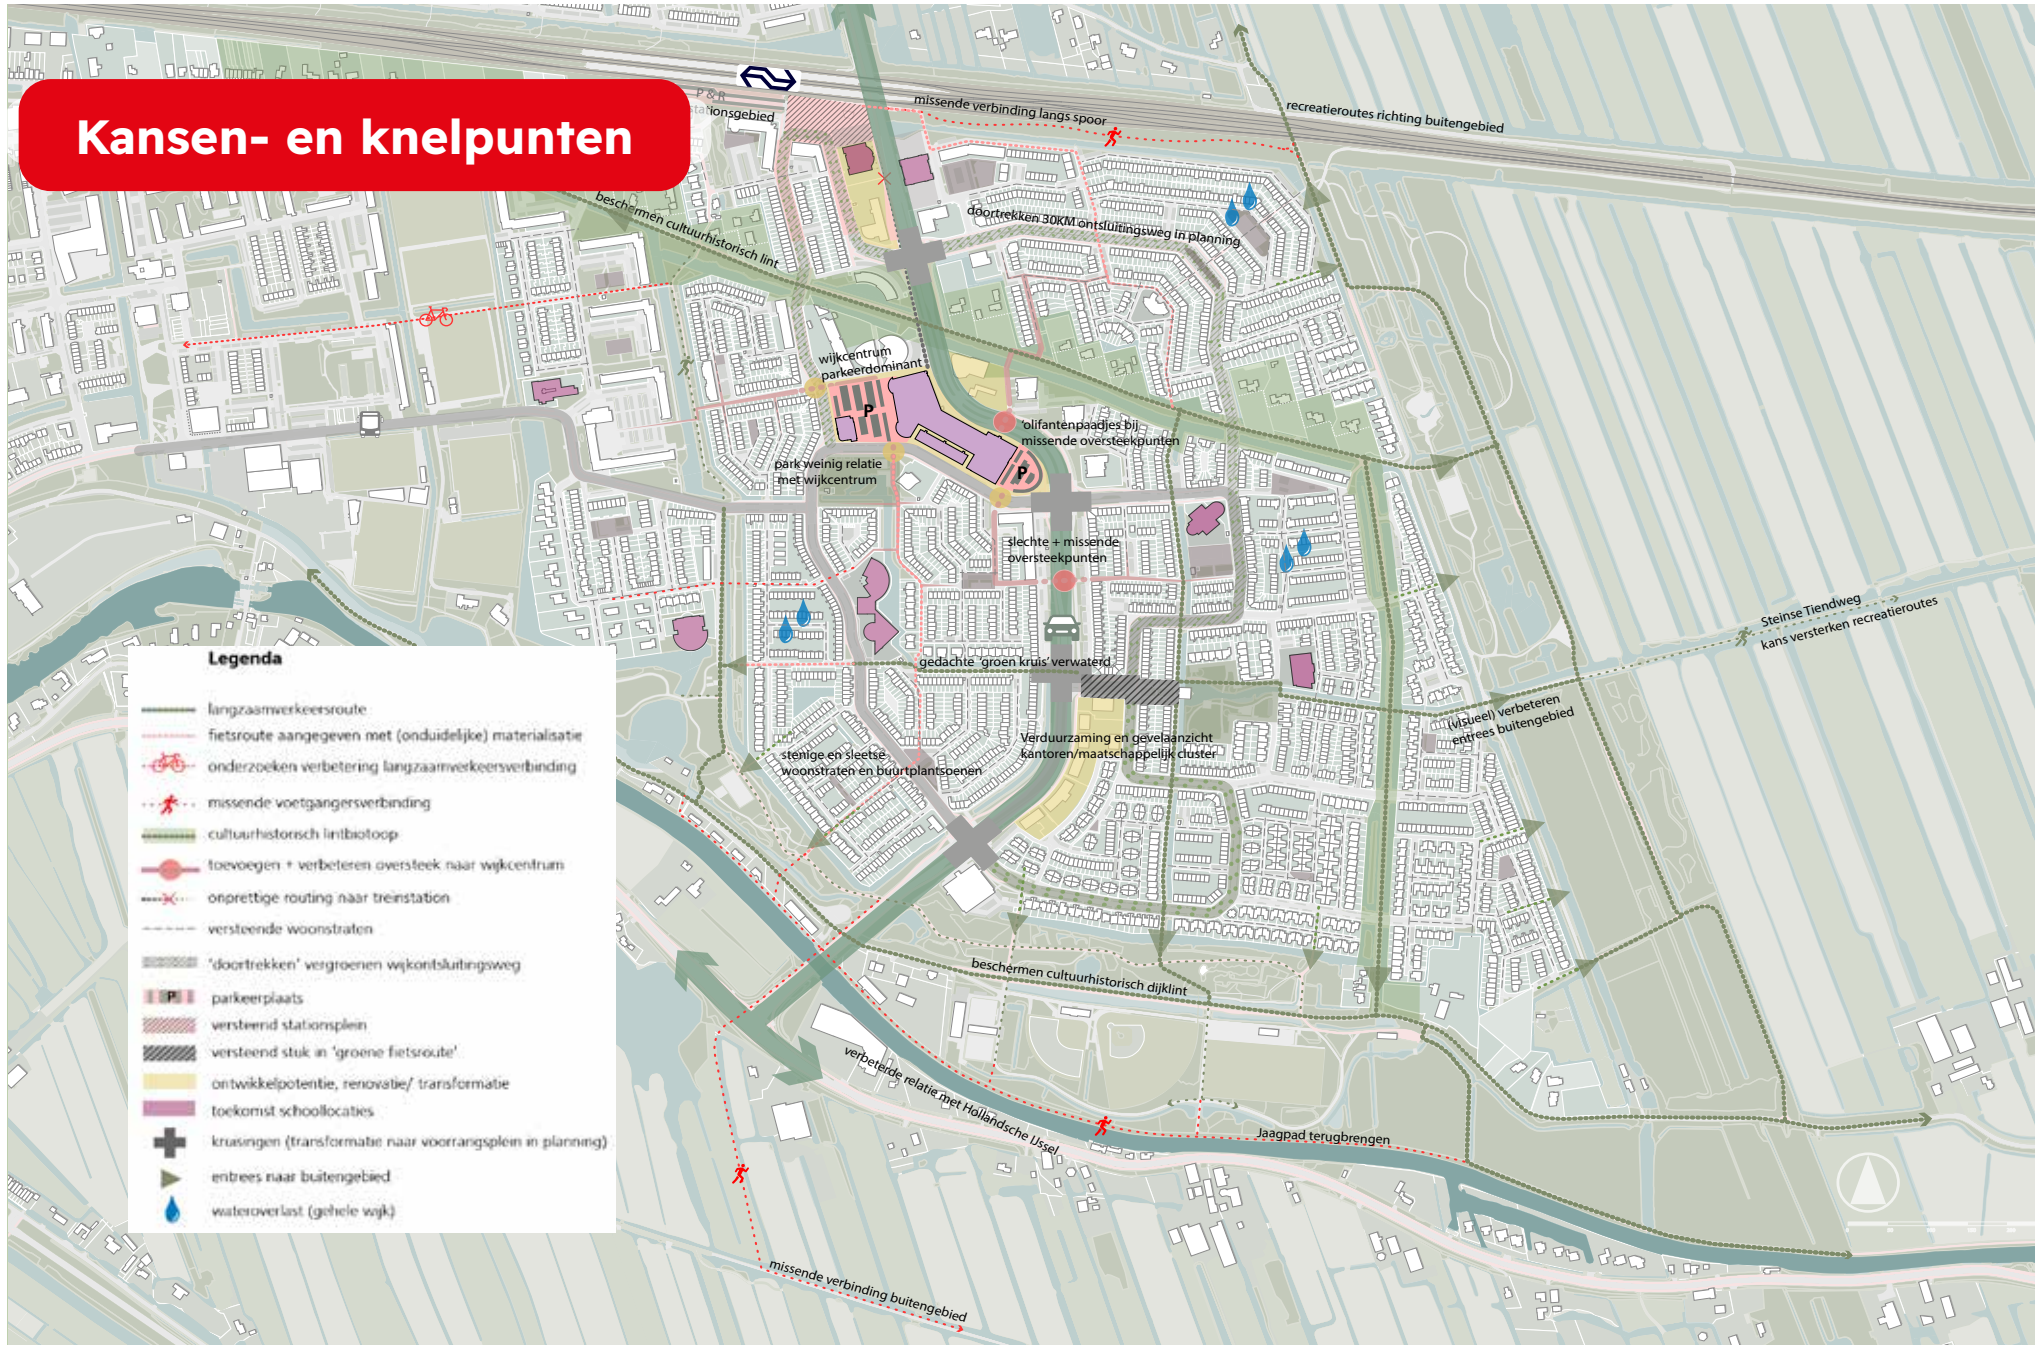 Kansen- en knelpunten
P & R
stationsgebied
missende verbinding langs spoor
recreatieroutes richting buitengebied
beschermen cultuurhistorisch lint
doortrekken 30KM ontsluitingsweg in planning
wijkcentrum
parkeerdominant
P
'olifantenpaadjes bij
missende oversteekpunten
park weinig relatie
met wijkcentrum
P
slechte + missende
oversteekpunten
Steinse Tiendweg
kans versterken recreatieroutes
gedachte 'groen kruis' verwaterd
(visueel) verbeteren
entrees buitengebied
Verduurzaming en gevelaanzicht
kantoren/maatschappelijk cluster
stenige en sleetse
woonstraten en buurtplantsoenen
beschermen cultuurhistorisch dijklint
verbeterde relatie met Hollandsche IJssel
Jaagpad terugbrengen
missende verbinding buitengebied
Legenda
langzaamverkeersroute
fietsroute aangegeven met (onduidelijke) materialisatie
onderzoeken verbetering langzaamverkeersverbinding
missende voetgangersverbinding
cultuurhistorisch lintbiotoop
toevoegen + verbeteren oversteek naar wijkcentrum
onprettige routing naar treinstation
versteende woonstraten
'doortrekken' vergroenen wijkontsluitingsweg
P
parkeerplaats
versteend stationsplein
versteend stuk in 'groene fietsroute'
ontwikkelpotentie, renovatie/ transformatie
toekomst schoollocaties
kruisingen (transformatie naar voorrangsplein in planning)
entrees naar buitengebied
wateroverlast (gehele wijk)